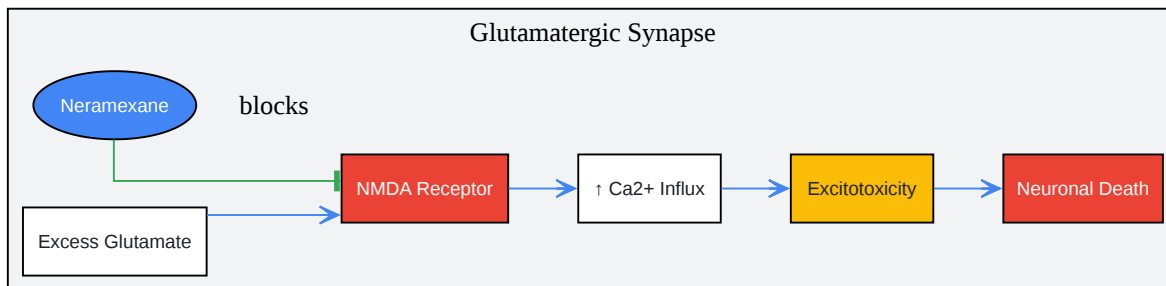 Glutamatergic Synapse
Neramexane
blocks
NMDA Receptor
↑ Ca2+ Influx
Excitotoxicity
Neuronal Death
Excess Glutamate